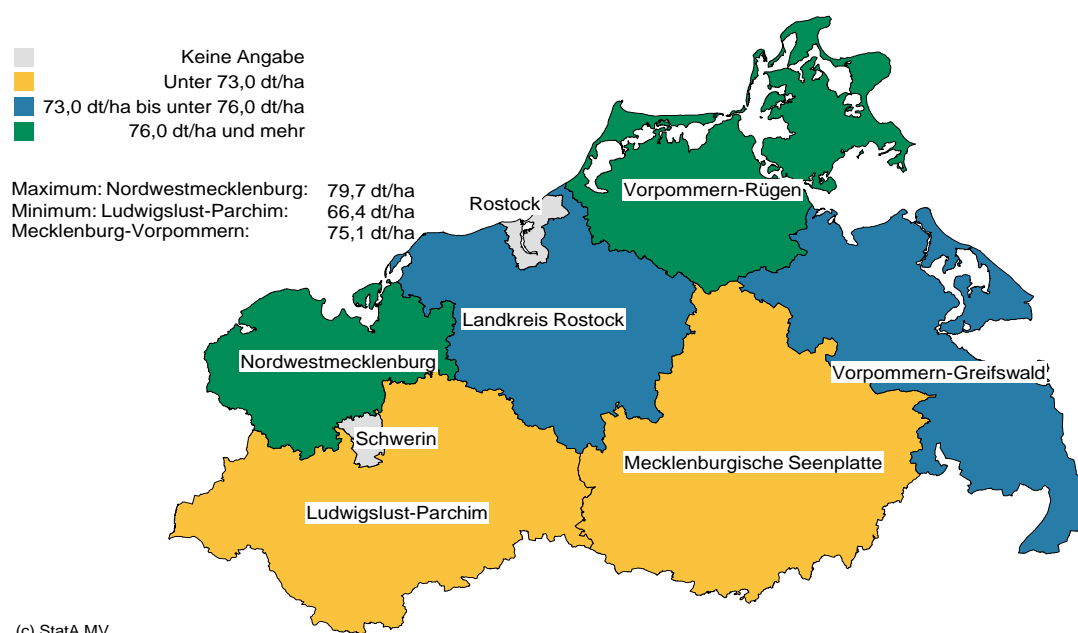 Keine Angabe
Unter 73,0 dt/ha
73,0 dt/ha bis unter 76,0 dt/ha
76,0 dt/ha und mehr
Maximum: Nordwestmecklenburg: 79,7 dt/ha
Minimum: Ludwigslust-Parchim: 66,4 dt/ha
Mecklenburg-Vorpommern: 75,1 dt/ha
Vorpommern-Rügen
Rostock
Landkreis Rostock
Nordwestmecklenburg
Vorpommern-Greifswald
Schwerin
Mecklenburgische Seenplatte
Ludwigslust-Parchim
(c) StatA MV